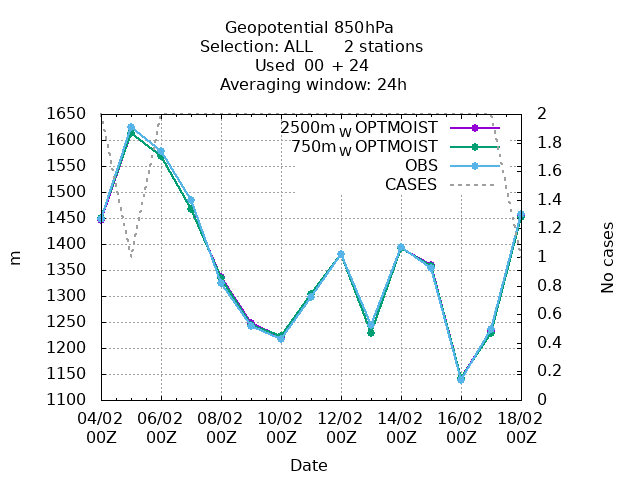 Geopotential 850hPa
Selection: ALL 2 stations
Used 00 + 24
Averaging window: 24h
2500m W OPTMOIST
750m W OPTMOIST
OBS
CASES
1650
1600
1550
1500
1450
1400
1350
1300
1250
1200
1150
1100
m
2
1.8
1.6
1.4
1.2
1
0.8
0.6
0.4
0.2
0
No cases
04/02 06/02 08/02 10/02 12/02 14/02 16/02 18/02
00Z 00Z 00Z 00Z 00Z 00Z 00Z 00Z
Date